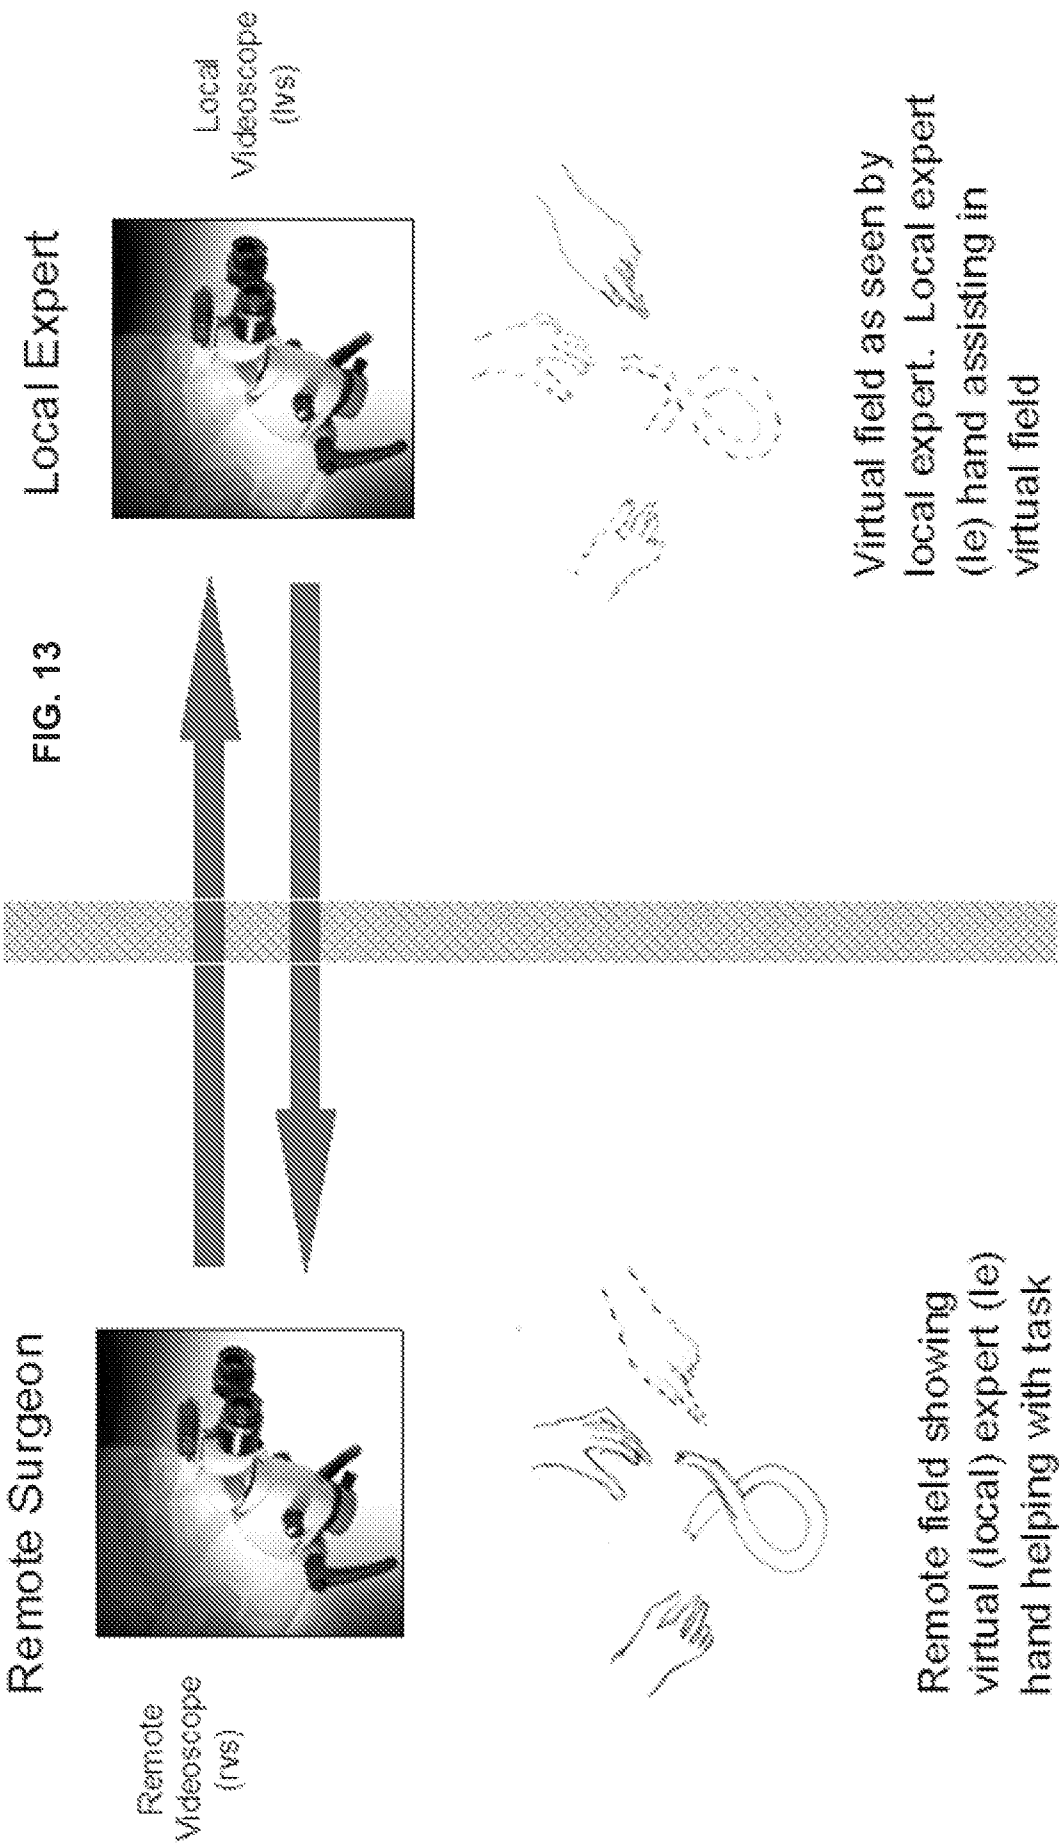 FIG. 13
Remote Surgeon
Remote
Videoscope
(rvs)
Remote field showing
virtual (local) expert (le)
hand helping with task
Local Expert
Local
Videoscope
(lvs)
Virtual field as seen by
local expert.  Local expert
(le) hand assisting in
virtual field